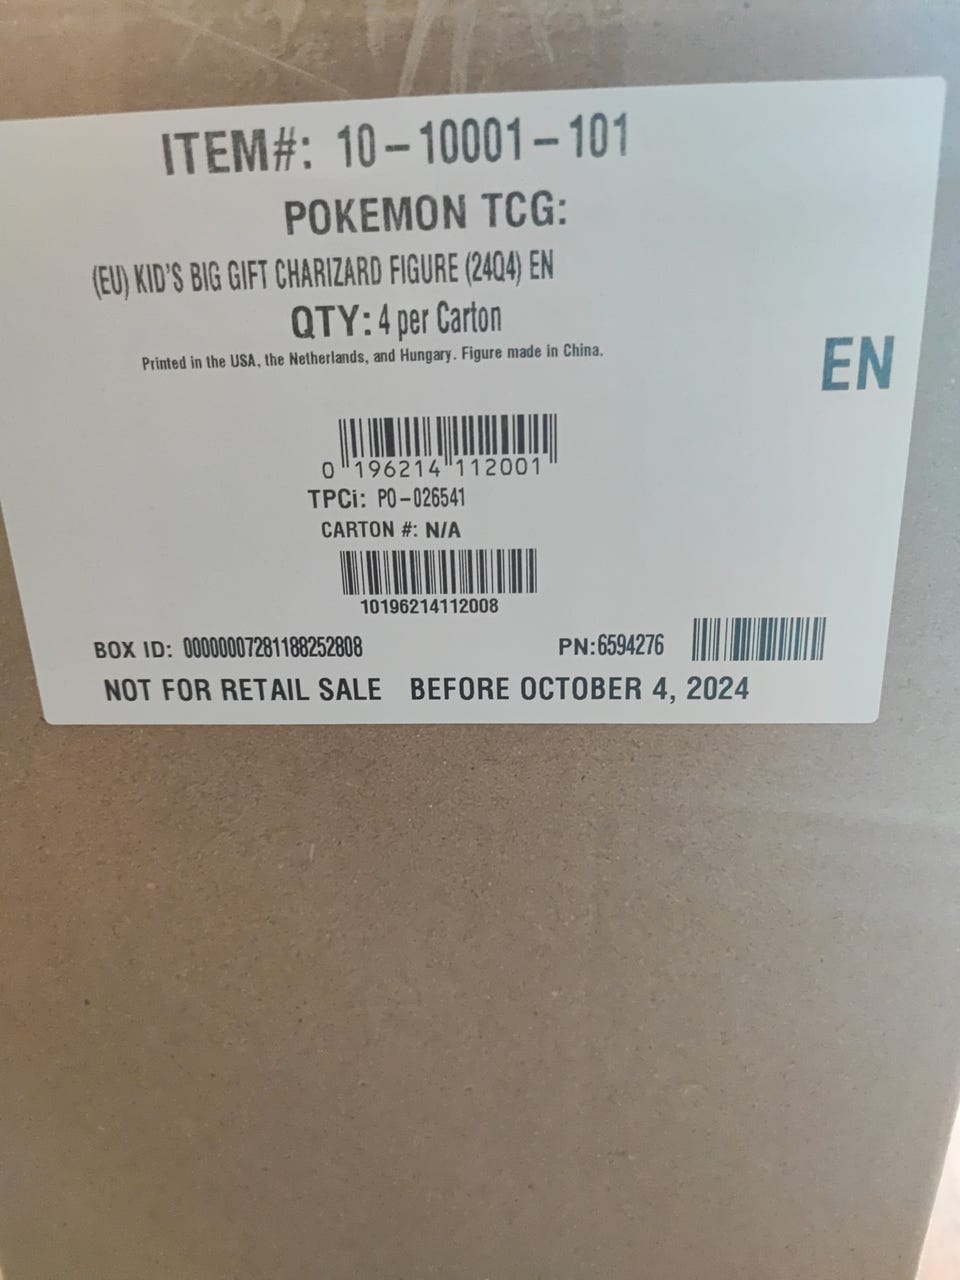 ITEM#: 10-10001-101
POKEMON TCG:
(EU) KID'S BIG GIFT CHARIZARD FIGURE (24Q4) EN
QTY: 4 per Carton
Printed in the USA, the Netherlands, and Hungary. Figure made in China.
EN
0 196214 112001
TPCi: PO-026541
CARTON #: N/A
10196214112008
BOX ID: 00000007281188252808 PN:6594276
NOT FOR RETAIL SALE BEFORE OCTOBER 4, 2024